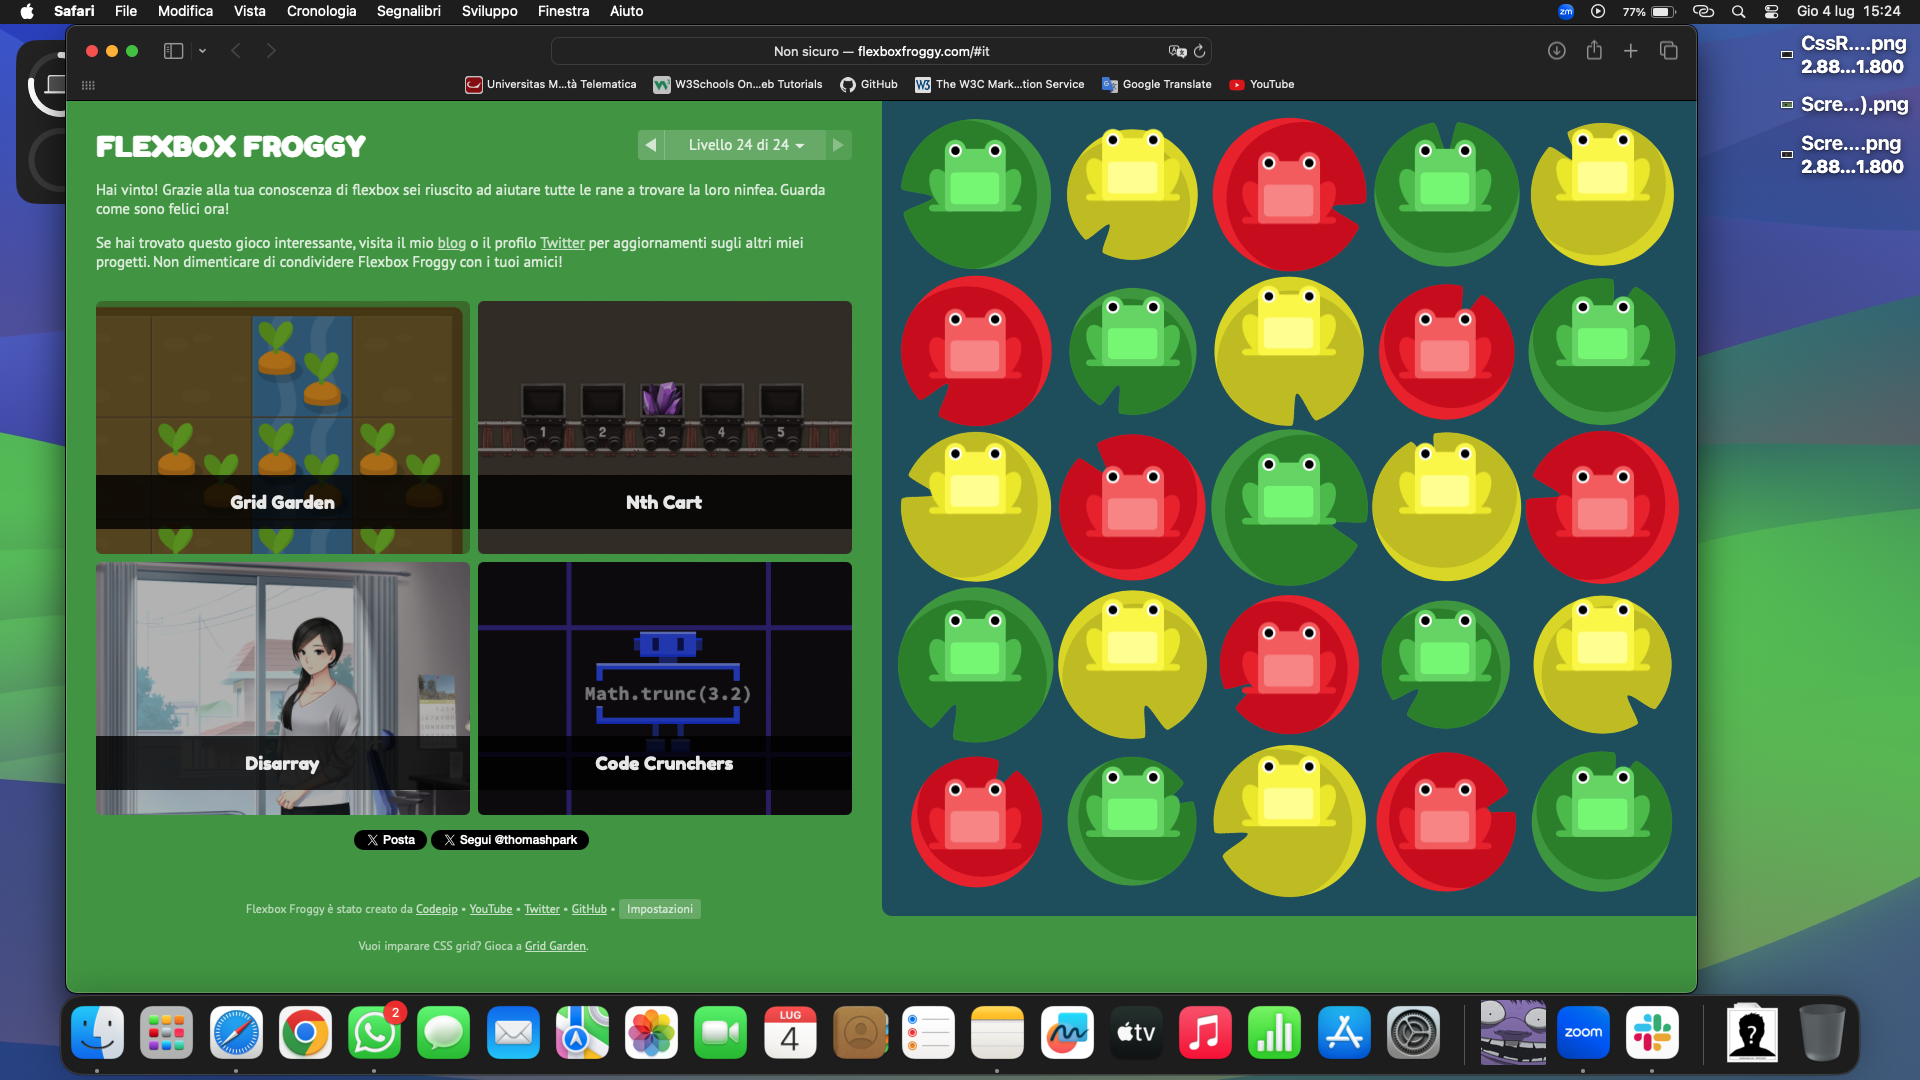 Safari File Modifica Vista Cronologia Segnalibri Sviluppo Finestra Aiuto
zm 77% Gio 4 lug 15:24
CssR....png
2.88...1.800
Scre...).png
Scre....png
2.88...1.800
Non sicuro — flexboxfroggy.com/#it
Universitas M...tà Telematica W3Schools On...eb Tutorials GitHub The W3C Mark...tion Service Google Translate YouTube
FLEXBOX FROGGY
Livello 24 di 24
Hai vinto! Grazie alla tua conoscenza di flexbox sei riuscito ad aiutare tutte le rane a trovare la loro ninfea. Guarda
come sono felici ora!
Se hai trovato questo gioco interessante, visita il mio blog o il profilo Twitter per aggiornamenti sugli altri miei
progetti. Non dimenticare di condividere Flexbox Froggy con i tuoi amici!
1 2 3 4 5
Grid Garden
Nth Cart
Math.trunc(3.2)
Disarray
Code Crunchers
Posta
Segui @thomashpark
Flexbox Froggy è stato creato da Codepip • YouTube • Twitter • GitHub • Impostazioni
Vuoi imparare CSS grid? Gioca a Grid Garden.
2
LUG
4
tv
zoom
?